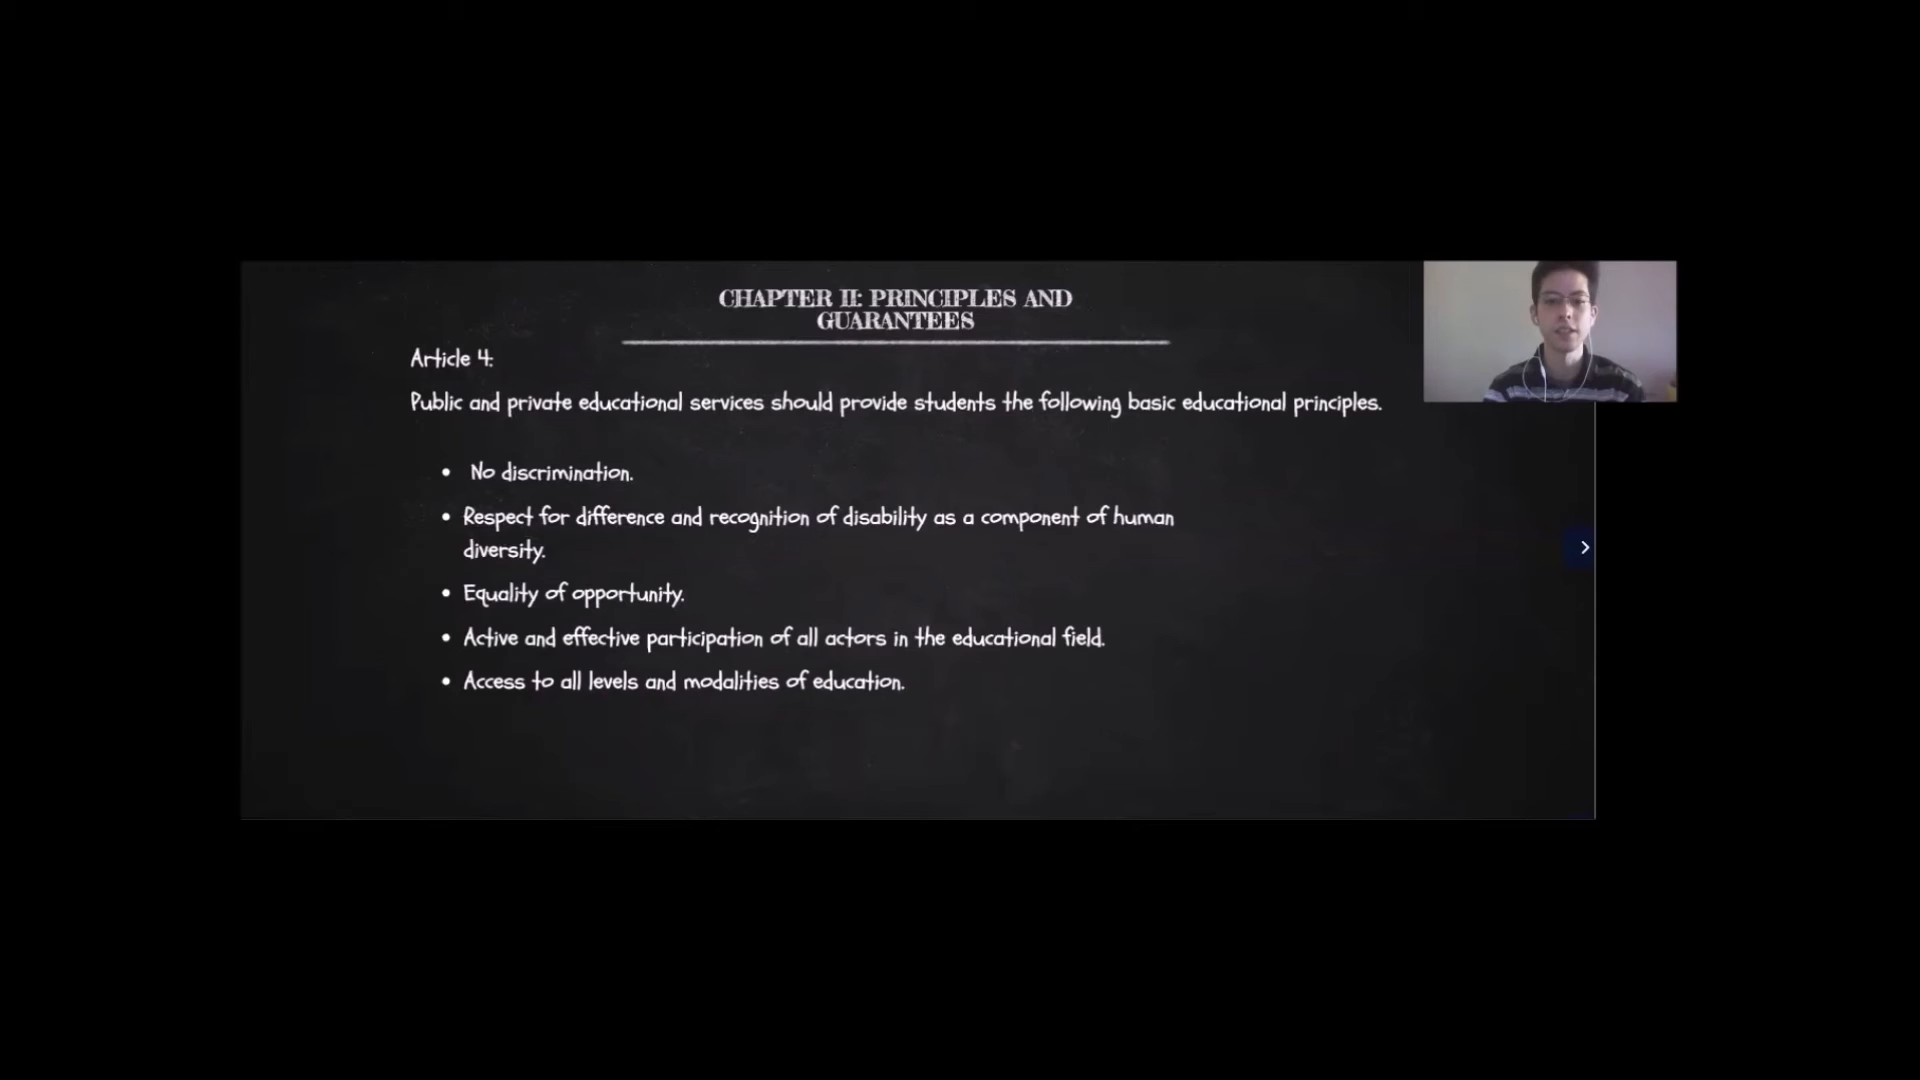 CHAPTER II: PRINCIPLES AND
GUARANTEES
Article 4:
Public and private educational services should provide students the following basic educational principles.
• No discrimination.
• Respect for difference and recognition of disability as a component of human
diversity.
• Equality of opportunity.
• Active and effective participation of all actors in the educational field.
• Access to all levels and modalities of education.